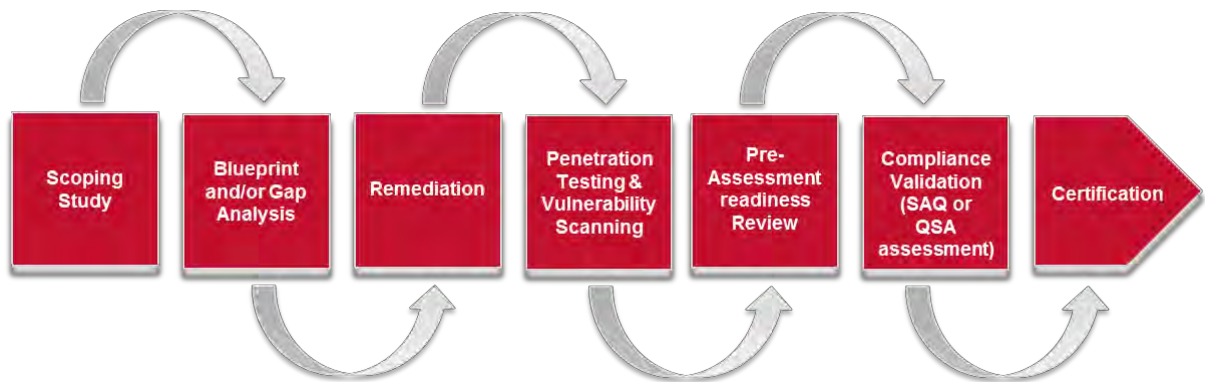 Scoping
Study
Blueprint
and/or Gap
Analysis
Remediation
Penetration
Testing &
Vulnerability
Scanning
Pre-
Assessment
readiness
Review
Compliance
Validation
(SAQ or
QSA
assessment)
Certification